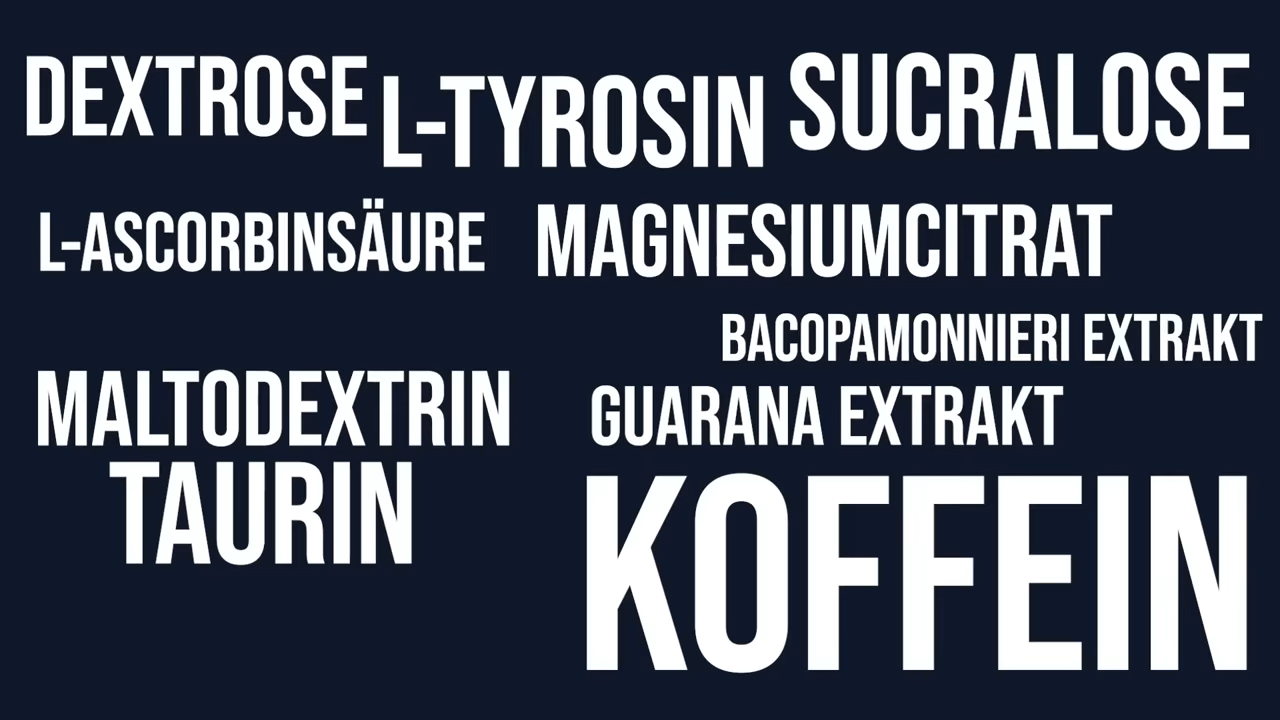 DEXTROSE
L-TYROSIN
SUCRALOSE
L-ASCORBINSÄURE
MAGNESIUMCITRAT
BACOPAMONNIERI EXTRAKT
MALTODEXTRIN
GUARANA EXTRAKT
TAURIN
KOFFEIN